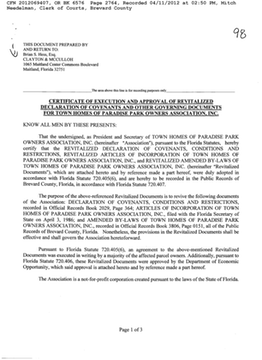 CFN 2012069407, OR BK 6576 Page 2764, Recorded 04/11/2012 at 02:50 PM, Mitch
Needelman, Clerk of Courts, Brevard County
98
THIS DOCUMENT PREPARED BY
AND RETURN TO:
Brian S. Hess, Esq.
CLAYTON & MCCULLOH
1065 Maitland Center Commons Boulevard
Maitland, Florida 32751
The area above this line is for recording purposes only
CERTIFICATE OF EXECUTION AND APPROVAL OF REVITALIZED
DECLARATION OF COVENANTS AND OTHER GOVERNING DOCUMENTS
FOR TOWN HOMES OF PARADISE PARK OWNERS ASSOCIATION, INC.
KNOW ALL MEN BY THESE PRESENTS:
That the undersigned, as President and Secretary of TOWN HOMES OF PARADISE
PARK OWNERS ASSOCIATION, INC. (hereinafter "Association"), pursuant to the Florida Statutes, hereby
certify that the REVITALIZED DECLARATION OF COVENANTS, CONDITIONS AND
RESTRICTIONS, REVITALIZED ARTICLES OF INCORPORATION OF TOWN HOMES OF
PARADISE PARK OWNERS ASSOCIATION, INC., and REVITALIZED AMENDED BY-LAWS OF
TOWN HOMES OF PARADISE PARK OWNERS ASSOCIATION, INC. (hereinafter "Revitalized
Documents"), which are attached hereto and by reference made a part hereof, were duly adopted in
accordance with Florida Statute 720.405(6), and are hereby to be recorded in the Public Records of
Brevard County, Florida, in accordance with Florida Statute 720.407.
The purpose of the above-referenced Revitalized Documents is to revive the following documents
of the Association: DECLARATION OF COVENANTS, CONDITIONS AND RESTRICTIONS,
recorded in Official Records Book 2029, Page 364; ARTICLES OF INCORPORATION OF TOWN
HOMES OF PARADISE PARK OWNERS ASSOCIATION, INC., filed with the Florida Secretary of
State on April 3, 1986; and AMENDED BY-LAWS OF TOWN HOMES OF PARADISE PARK
OWNERS ASSOCIATION, INC., recorded in Official Records Book 3806, Page 0151, all of the Public
Records of Brevard County, Florida. Nonetheless, the provisions in the Revitalized Documents shall be
effective and shall govern the Association hereforward.
Pursuant to Florida Statute 720.405(6), an agreement to the above-mentioned Revitalized
Documents was executed in writing by a majority of the affected parcel owners. Additionally, pursuant to
Florida Statute 720.406, these Revitalized Documents were approved by the Department of Economic
Opportunity, which said approval is attached hereto and by reference made a part hereof.
The Association is a not-for-profit corporation created pursuant to the laws of the State of Florida.
Page 1 of 3